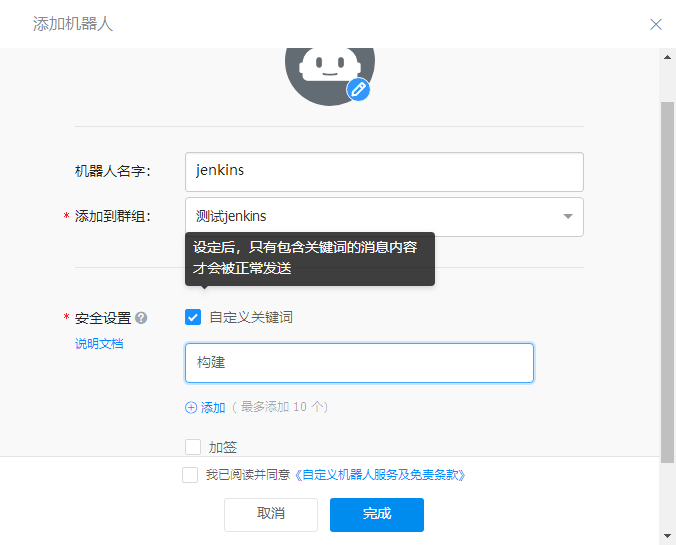 添加机器人
机器人名字：
jenkins
* 添加到群组：
测试jenkins
设定后，只有包含关键词的消息内容
才会被正常发送
* 安全设置 ?
自定义关键词
说明文档
构建
添加（最多添加 10 个）
加签
我已阅读并同意《自定义机器人服务及免责条款》
取消
完成